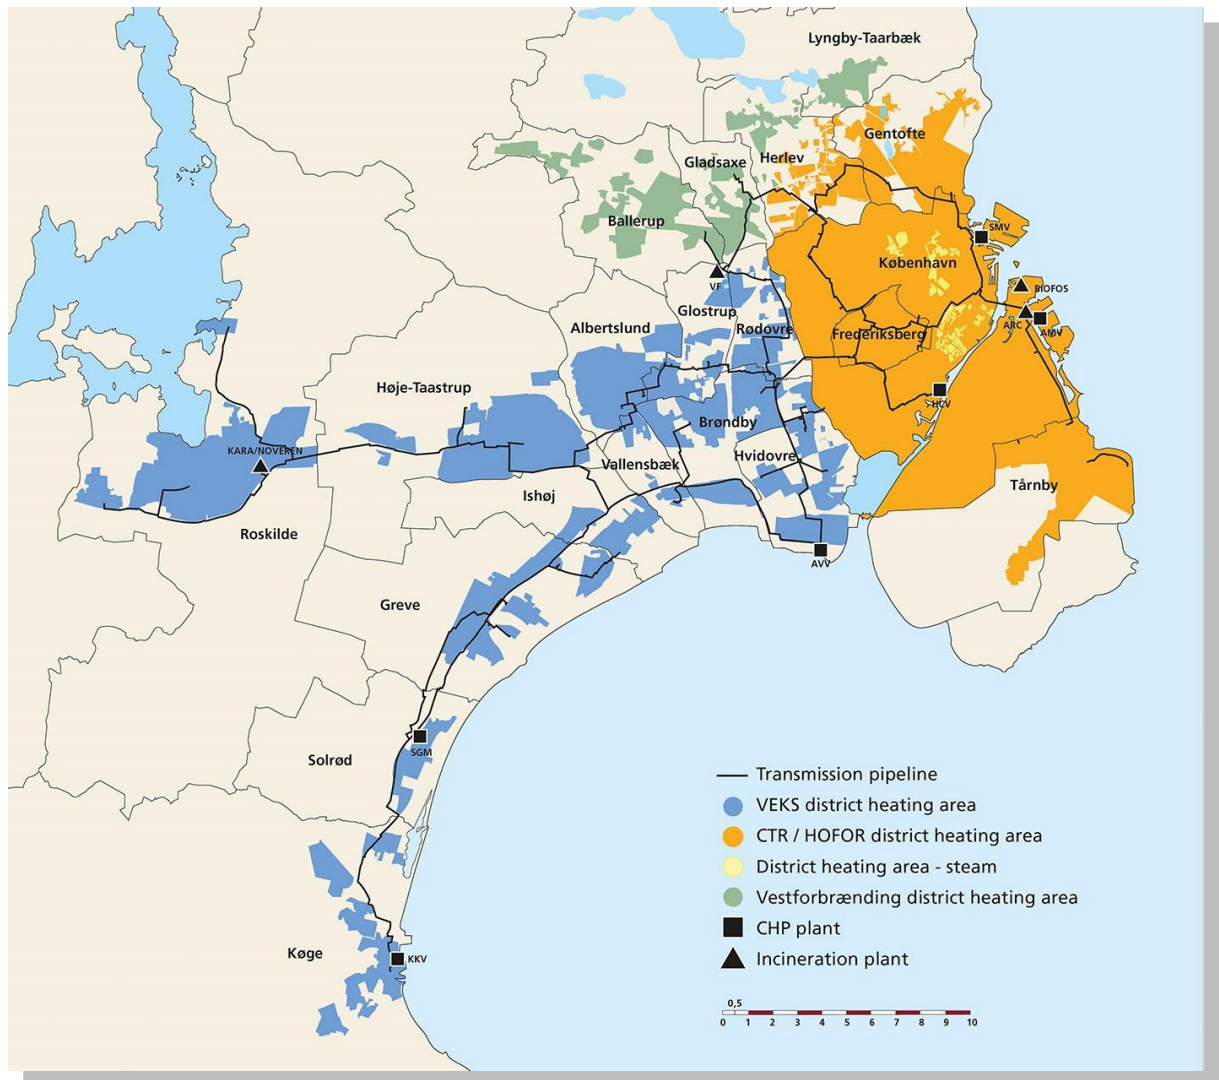 Lyngby-Taarbæk
Gentofte
Gladsaxe
Herlev
Ballerup
SMV
København
VF
BIOFOS
Glostrup
Albertslund
Rødovre
Frederiksberg
ARC
AMV
Høje-Taastrup
HCV
Brøndby
KARA/NOVEREN
Hvidovre
Vallensbæk
Tårnby
Ishøj
Roskilde
AVV
Greve
SGM
Solrød
Transmission pipeline
VEKS district heating area
CTR / HOFOR district heating area
District heating area - steam
Vestforbrænding district heating area
CHP plant
Incineration plant
Køge
KKV
0,5
0 1 2 3 4 5 6 7 8 9 10